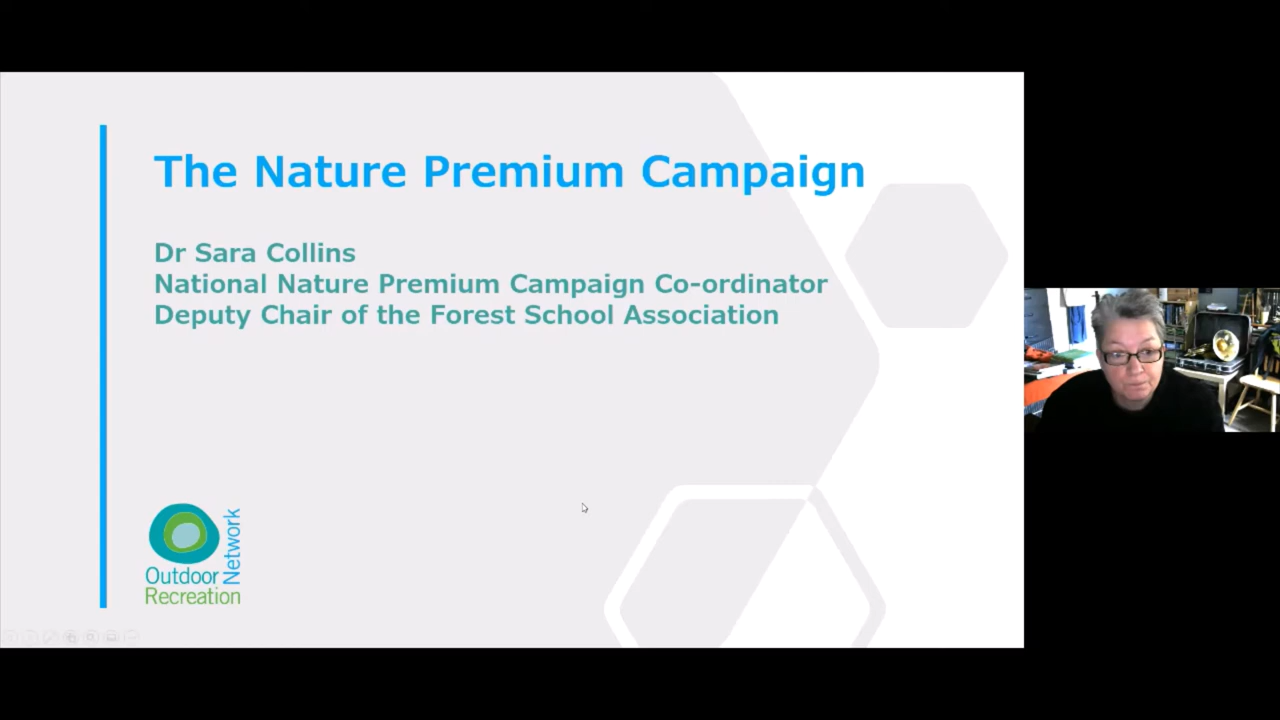 The Nature Premium Campaign
Dr Sara Collins
National Nature Premium Campaign Co-ordinator
Deputy Chair of the Forest School Association
Outdoor
Recreation
Network